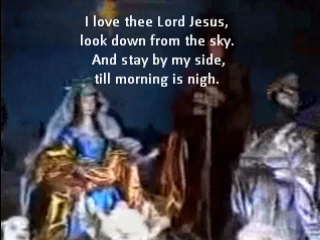 I love thee Lord Jesus,
look down from the sky.
And stay by my side,
till morning is nigh.